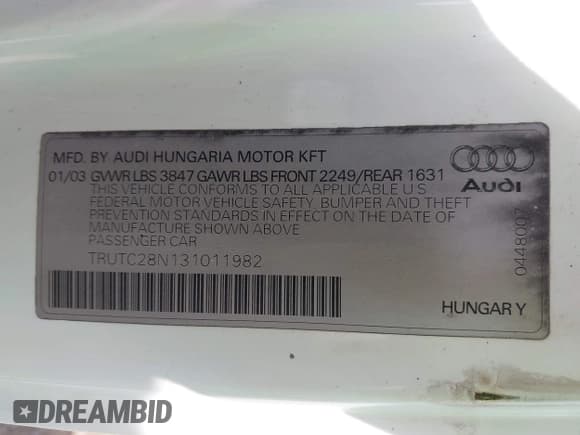 MFD. BY AUDI HUNGARIA MOTOR KFT
01/03 GVWR LBS 3847 GAWR LBS FRONT 2249/REAR 1631
THIS VEHICLE CONFORMS TO ALL APPLICABLE U.S
FEDERAL MOTOR VEHICLE SAFETY, BUMPER AND THEFT
PREVENTION STANDARDS IN EFFECT ON THE DATE OF
MANUFACTURING SHOWN ABOVE
PASSENGER CAR
TRUTC28N131011982
Audi
0448007
HUNGARY
DREAMBID